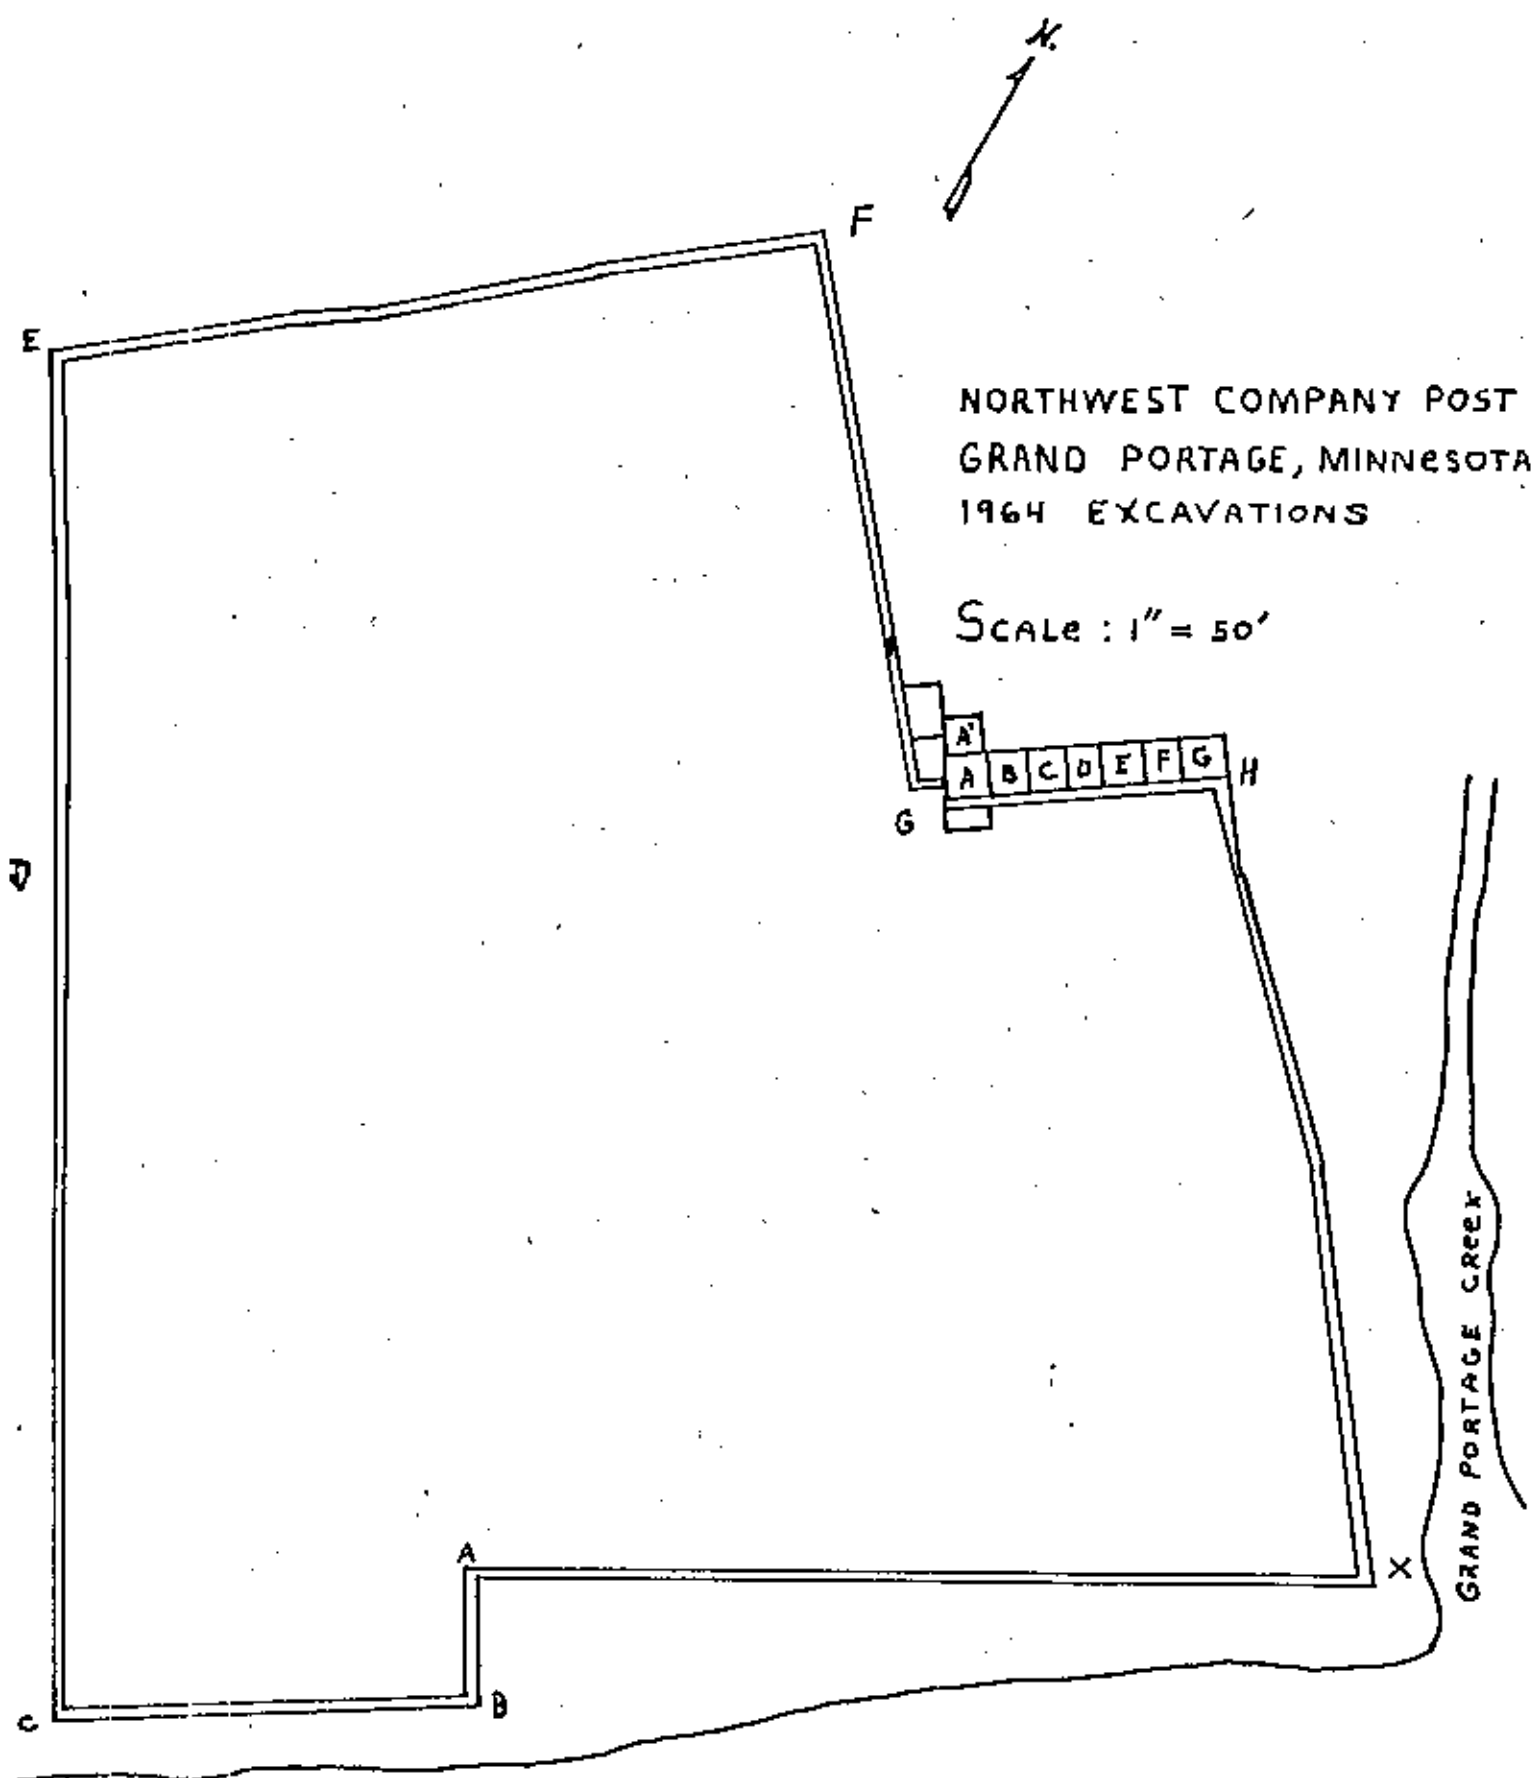 N.
F
E
NORTHWEST COMPANY POST
GRAND PORTAGE, MINNESOTA
1964 EXCAVATIONS
SCALE : 1" = 50'
A'
A B C D E F G
H
G
D
GRAND PORTAGE CREEK
A
X
B
C